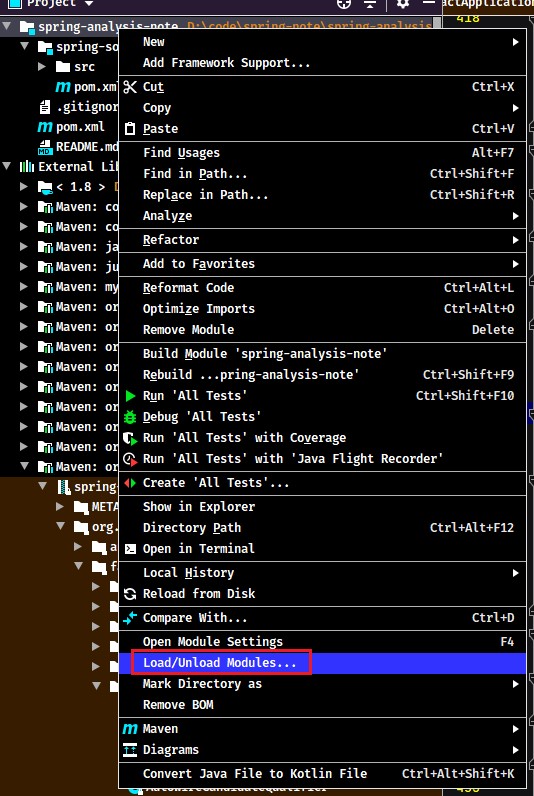 Project
actApplication
418
spring-analysis-note D:\code\spring-note\spring-analysis
spring-so
src
pom.xm
.gitignor
pom.xml
README.md
External Lib
< 1.8 >
Maven: co
Maven: co
Maven: ja
Maven: ju
Maven: my
Maven: or
Maven: or
Maven: or
Maven: or
Maven: or
Maven: or
Maven: or
Maven: or
Maven: or
spring-
META
org.
a
f
New
Add Framework Support...
Cut Ctrl+X
Copy
Paste Ctrl+V
Find Usages Alt+F7
Find in Path... Ctrl+Shift+F
Replace in Path... Ctrl+Shift+R
Analyze
Refactor
Add to Favorites
Reformat Code Ctrl+Alt+L
Optimize Imports Ctrl+Alt+O
Remove Module Delete
Build Module 'spring-analysis-note'
Rebuild ...pring-analysis-note' Ctrl+Shift+F9
Run 'All Tests' Ctrl+Shift+F10
Debug 'All Tests'
Run 'All Tests' with Coverage
Run 'All Tests' with 'Java Flight Recorder'
Create 'All Tests'...
Show in Explorer
Directory Path Ctrl+Alt+F12
Open in Terminal
Local History
Reload from Disk
Compare With... Ctrl+D
Open Module Settings F4
Load/Unload Modules...
Mark Directory as
Remove BOM
Maven
Diagrams
Convert Java File to Kotlin File Ctrl+Alt+Shift+K
AutowireCandidateQualifier